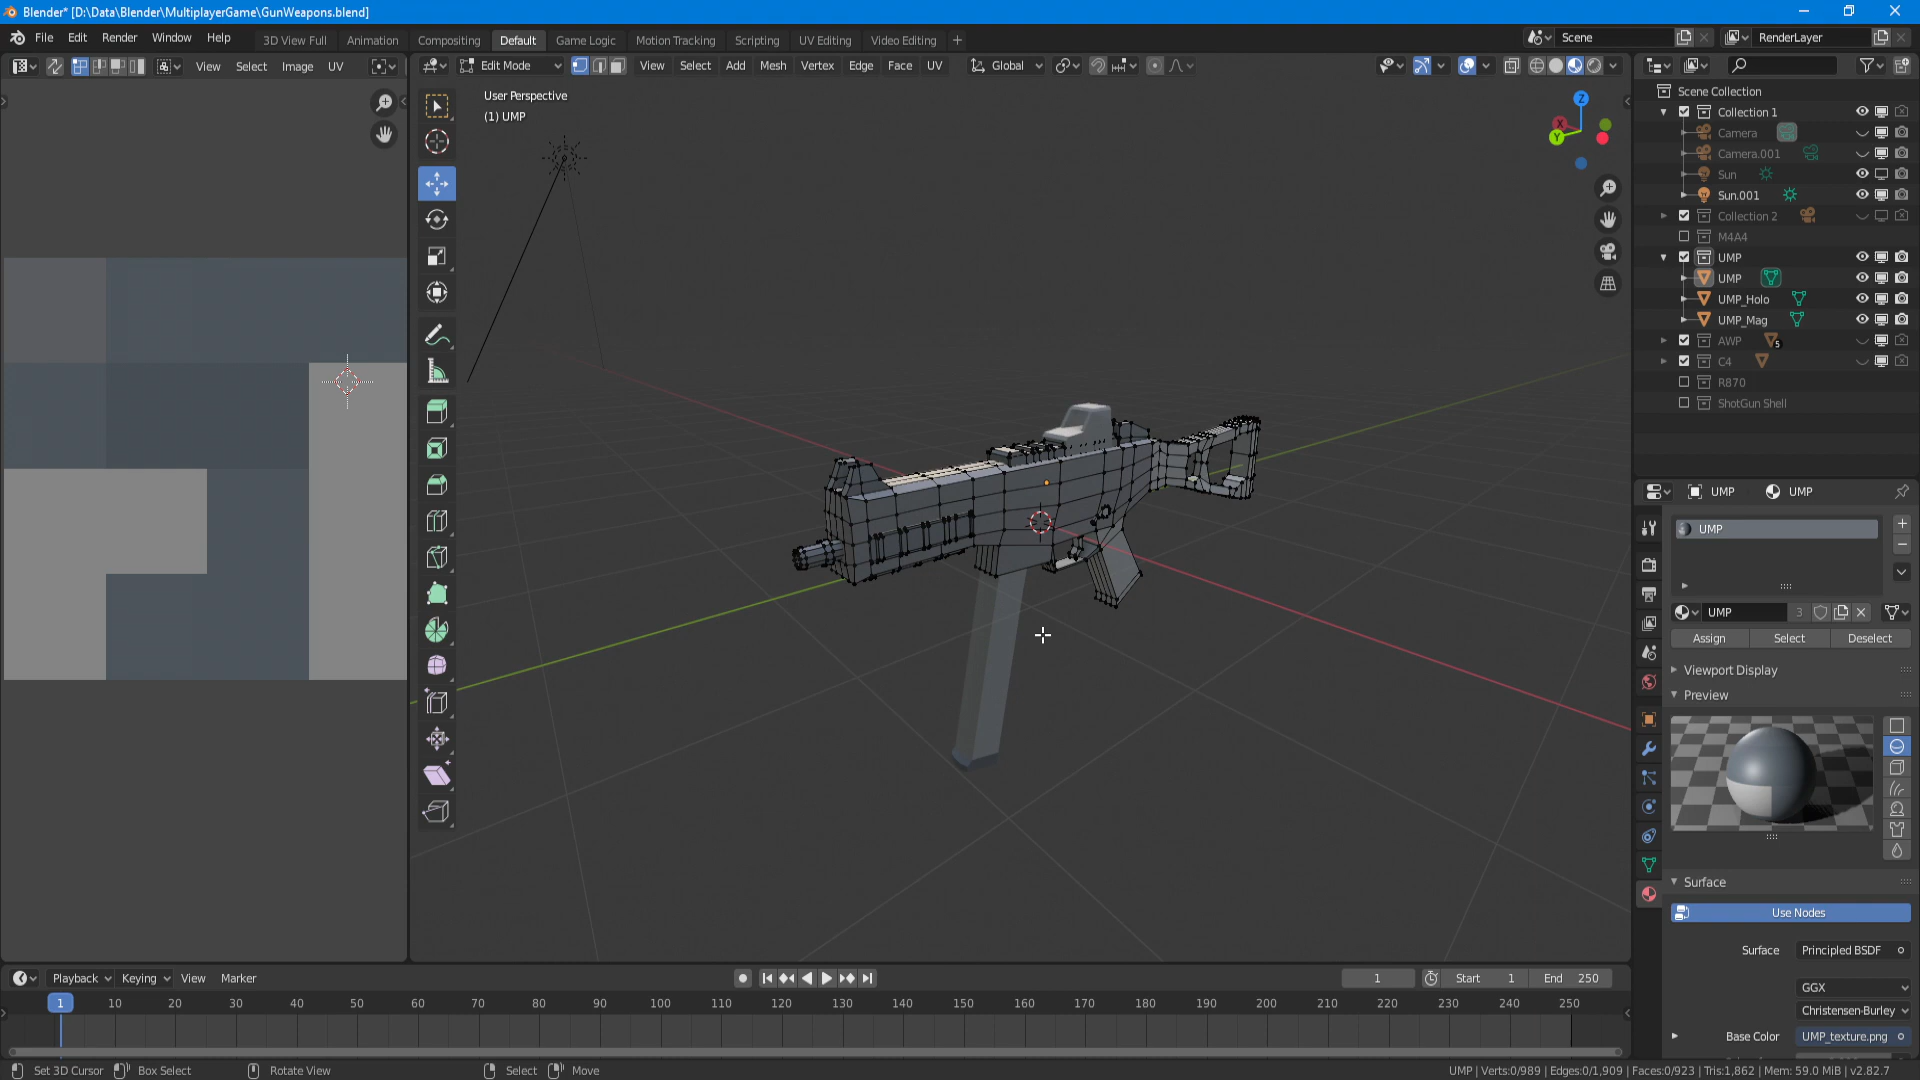 Blender* [D:\Data\Blender\MultiplayerGame\GunWeapons.blend]
File Edit Render Window Help 3D View Full Animation Compositing Default Game Logic Motion Tracking Scripting UV Editing Video Editing + Scene RenderLayer
View Select Image UV Edit Mode View Select Add Mesh Vertex Edge Face UV Global
User Perspective
(1) UMP
Z
X
Y
Scene Collection
Collection 1
Camera
Camera.001
Sun
Sun.001
Collection 2
M4A4
UMP
UMP
UMP_Holo
UMP_Mag
AWP 5
C4
R870
ShotGun Shell
UMP UMP
UMP
UMP 3
Assign Select Deselect
Viewport Display
Preview
Surface
Use Nodes
Surface Principled BSDF
GGX
Christensen-Burley
Base Color UMP_texture.png
Playback Keying View Marker 1 Start 1 End 250
1 10 20 30 40 50 60 70 80 90 100 110 120 130 140 150 160 170 180 190 200 210 220 230 240 250
Set 3D Cursor Box Select Rotate View Select Move UMP | Verts:0/989 | Edges:0/1,909 | Faces:0/923 | Tris:1,862 | Mem: 59.0 MiB | v2.82.7